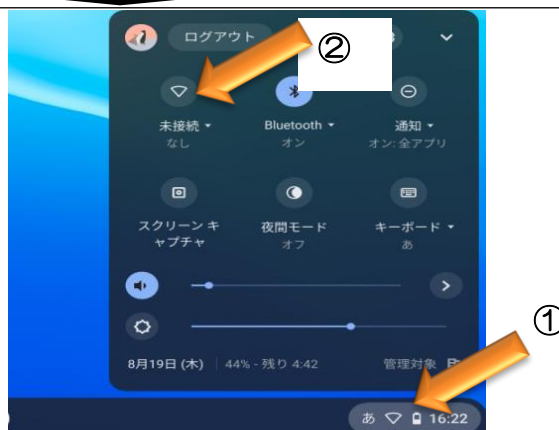 ログアウト
②
未接続
Bluetooth
通知
なし
オン
オン: 全アプリ
スクリーン キ
ャプチャ
夜間モード
オフ
キーボード
あ
①
8月19日 (木)
44% - 残り 4:42
管理対象
あ
16:22